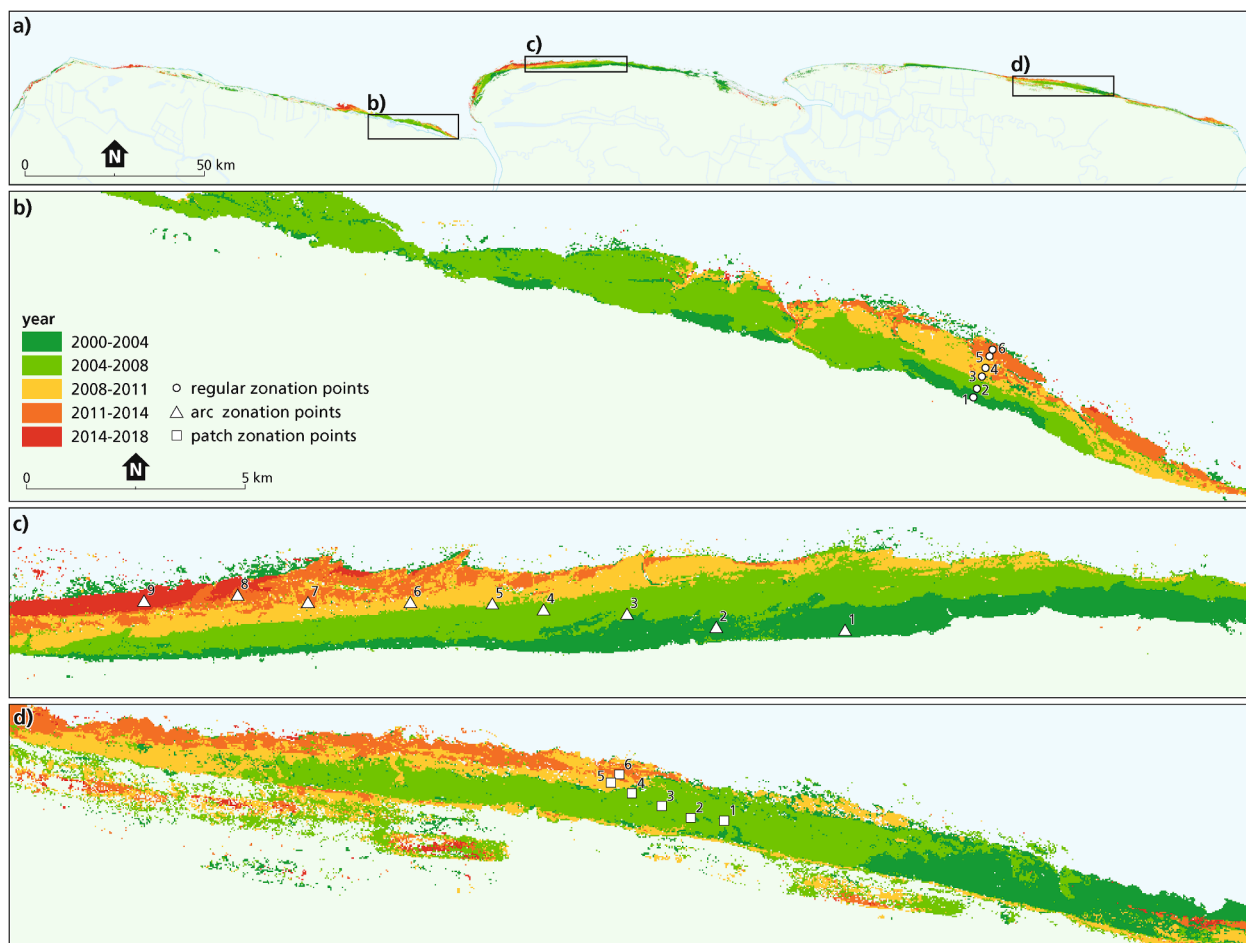 a)
c)
d)
b)
N
0 50 km
b)
year
2000-2004
2004-2008
2008-2011 regular zonation points
2011-2014 arc zonation points
2014-2018 patch zonation points
N
0 5 km
6
5
4
3
2
1
c)
9
8
7
6
5
4
3
2
1
d)
6
5
4
3
2
1